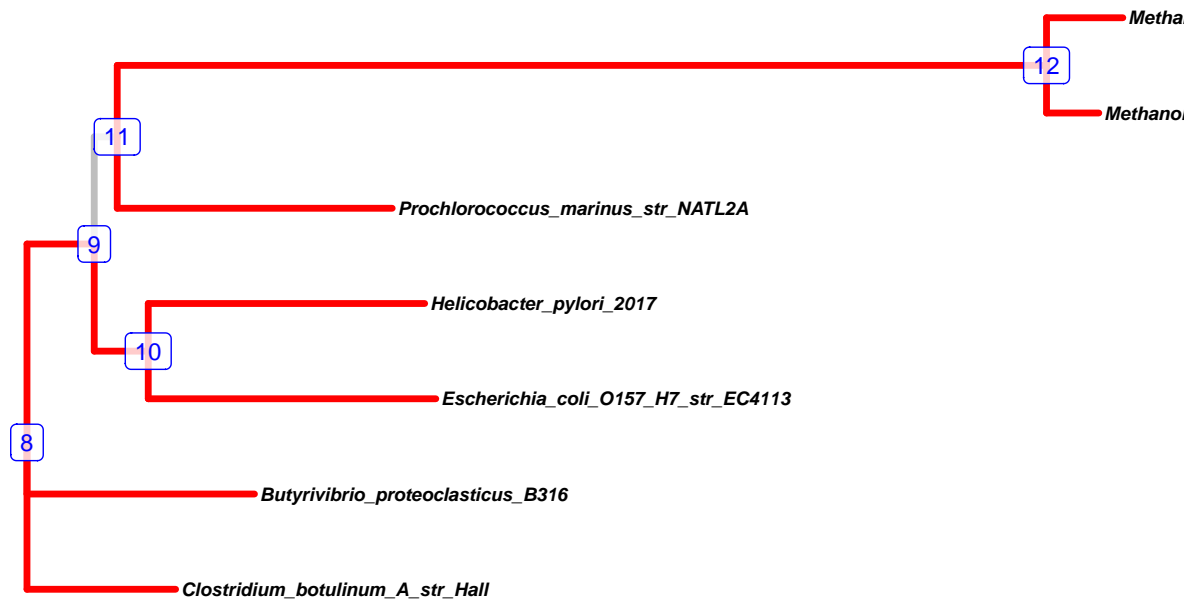 Metha
12
Methano
11
Prochlorococcus_marinus_str_NATL2A
9
Helicobacter_pylori_2017
10
Escherichia_coli_O157_H7_str_EC4113
8
Butyrivibrio_proteoclasticus_B316
Clostridium_botulinum_A_str_Hall